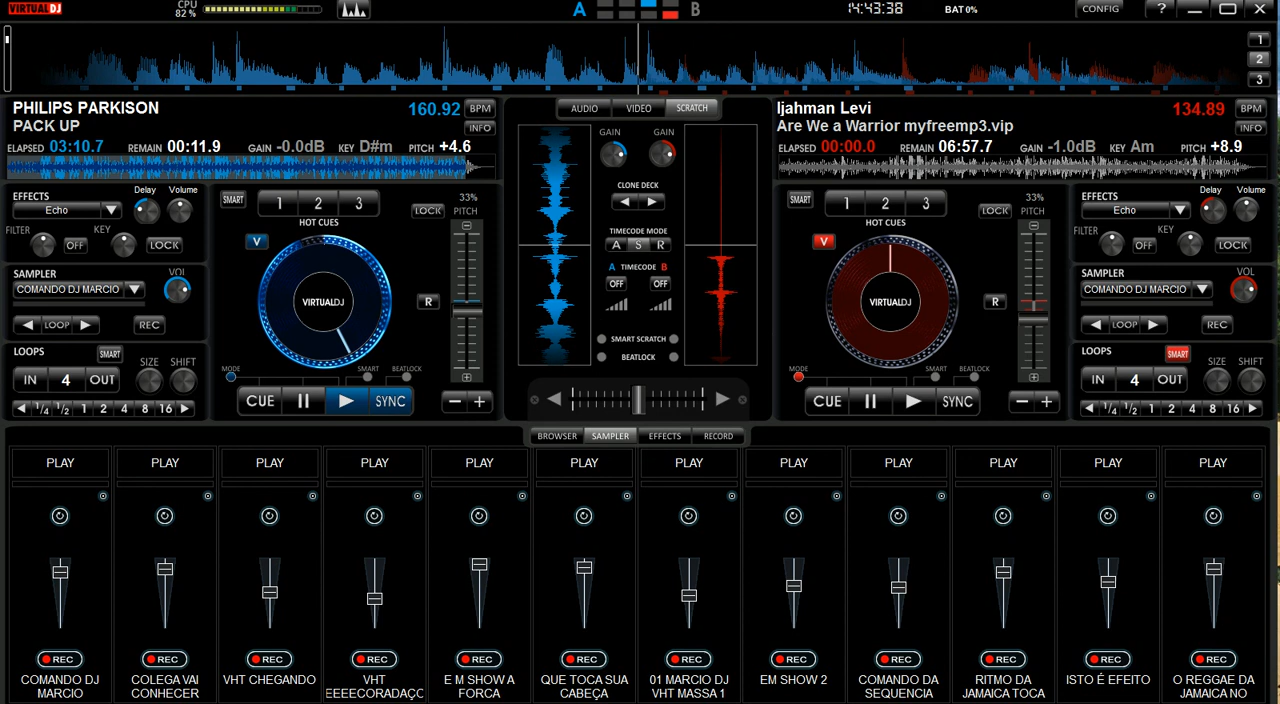 VIRTUALDJ
CPU
82 %
A
B
14:43:38
BAT 0%
CONFIG
?
1
2
3
PHILIPS PARKISON
160.92
BPM
PACK UP
INFO
ELAPSED 03:10.7 REMAIN 00:11.9 GAIN -0.0dB KEY D#m PITCH +4.6
AUDIO
VIDEO
SCRATCH
GAIN
GAIN
CLONE DECK
TIMECODE MODE
A S R
A TIMECODE B
OFF
OFF
SMART SCRATCH
BEATLOCK
Ijahman Levi
134.89
BPM
Are We a Warrior myfreemp3.vip
INFO
ELAPSED 00:00.0 REMAIN 06:57.7 GAIN -1.0dB KEY Am PITCH +8.9
EFFECTS
Delay
Volume
Echo
FILTER
OFF
KEY
LOCK
SAMPLER
VOL
COMANDO DJ MARCIO
LOOP
REC
LOOPS
SMART
SIZE
SHIFT
IN
4
OUT
1/4 1/2 1 2 4 8 16
SMART
1
2
3
HOT CUES
LOCK
33%
PITCH
V
VIRTUALDJ
R
MODE
SMART
BEATLOCK
CUE
SYNC
SMART
1
2
3
HOT CUES
LOCK
33%
PITCH
V
VIRTUALDJ
R
MODE
SMART
BEATLOCK
CUE
SYNC
EFFECTS
Delay
Volume
Echo
FILTER
OFF
KEY
LOCK
SAMPLER
VOL
COMANDO DJ MARCIO
LOOP
REC
LOOPS
SMART
SIZE
SHIFT
IN
4
OUT
1/4 1/2 1 2 4 8 16
BROWSER
SAMPLER
EFFECTS
RECORD
PLAY PLAY PLAY PLAY PLAY PLAY PLAY PLAY PLAY PLAY PLAY PLAY
REC REC REC REC REC REC REC REC REC REC REC REC
COMANDO DJ
MARCIO
COLEGA VAI
CONHECER
VHT CHEGANDO
VHT
EEEECORADAÇC
E M SHOW A
FORCA
QUE TOCA SUA
CABEÇA
01 MARCIO DJ
VHT MASSA 1
EM SHOW 2
COMANDO DA
SEQUENCIA
RITMO DA
JAMAICA TOCA
ISTO É EFEITO
O REGGAE DA
JAMAICA NO